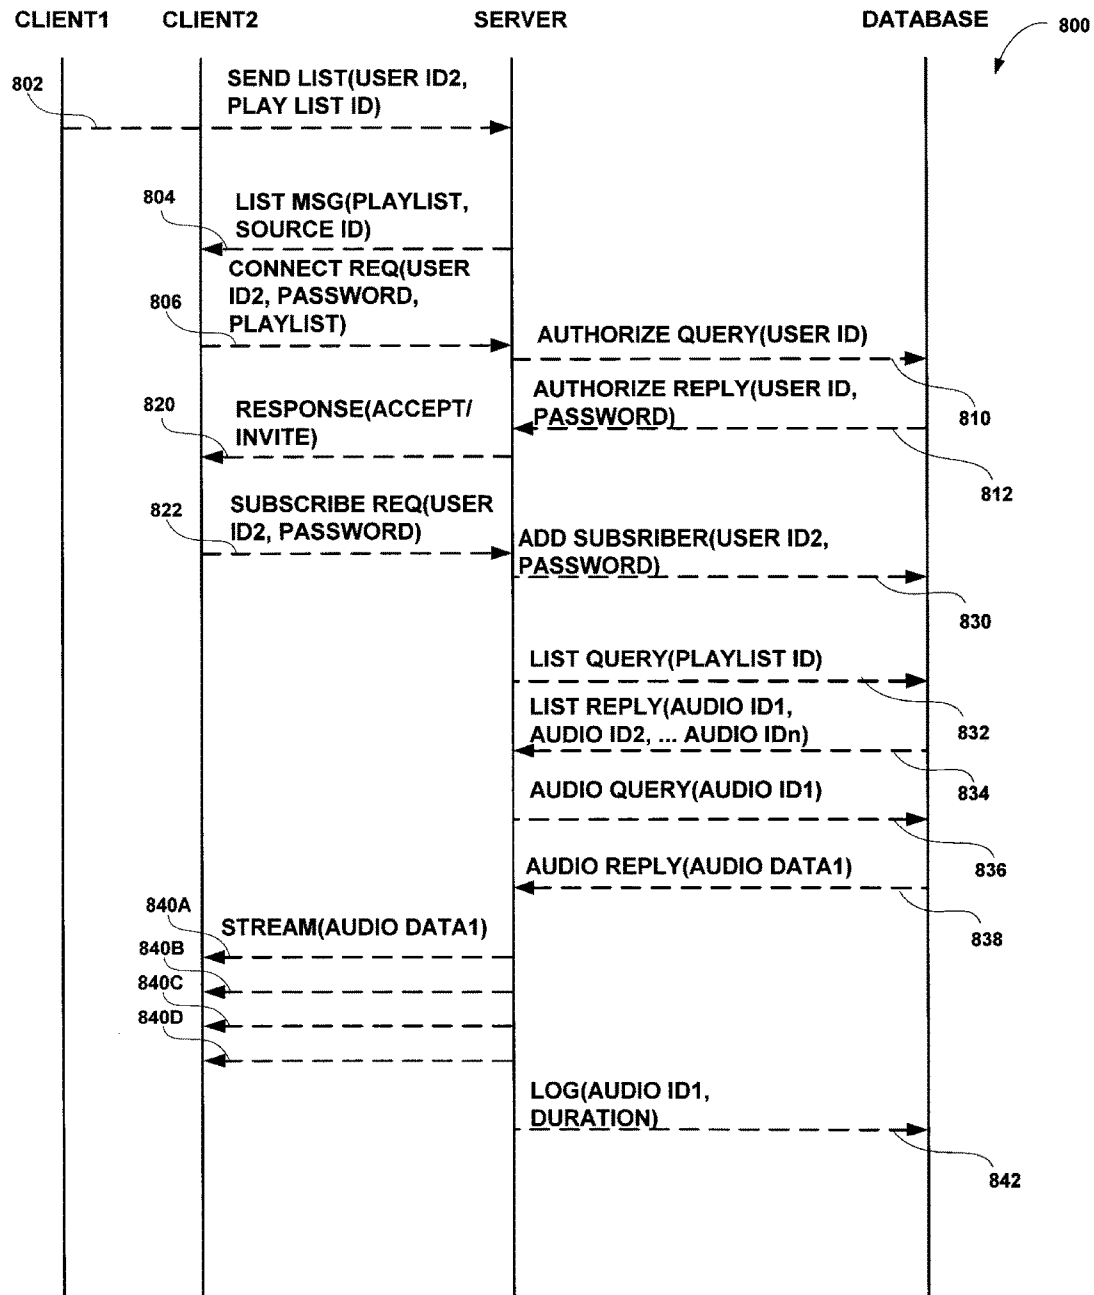 CLIENT1 CLIENT2 SERVER DATABASE
800
SEND LIST(USER ID2,
PLAY LIST ID)
802
804
LIST MSG(PLAYLIST,
SOURCE ID)
CONNECT REQ(USER
ID2, PASSWORD,
PLAYLIST)
806
AUTHORIZE QUERY(USER ID)
810
AUTHORIZE REPLY(USER ID,
PASSWORD)
812
820
RESPONSE(ACCEPT/
INVITE)
822
SUBSCRIBE REQ(USER
ID2, PASSWORD)
ADD SUBSRIBER(USER ID2,
PASSWORD)
830
LIST QUERY(PLAYLIST ID)
832
LIST REPLY(AUDIO ID1,
AUDIO ID2, ... AUDIO IDn)
834
AUDIO QUERY(AUDIO ID1)
836
AUDIO REPLY(AUDIO DATA1)
838
840A
STREAM(AUDIO DATA1)
840B
840C
840D
LOG(AUDIO ID1,
DURATION)
842